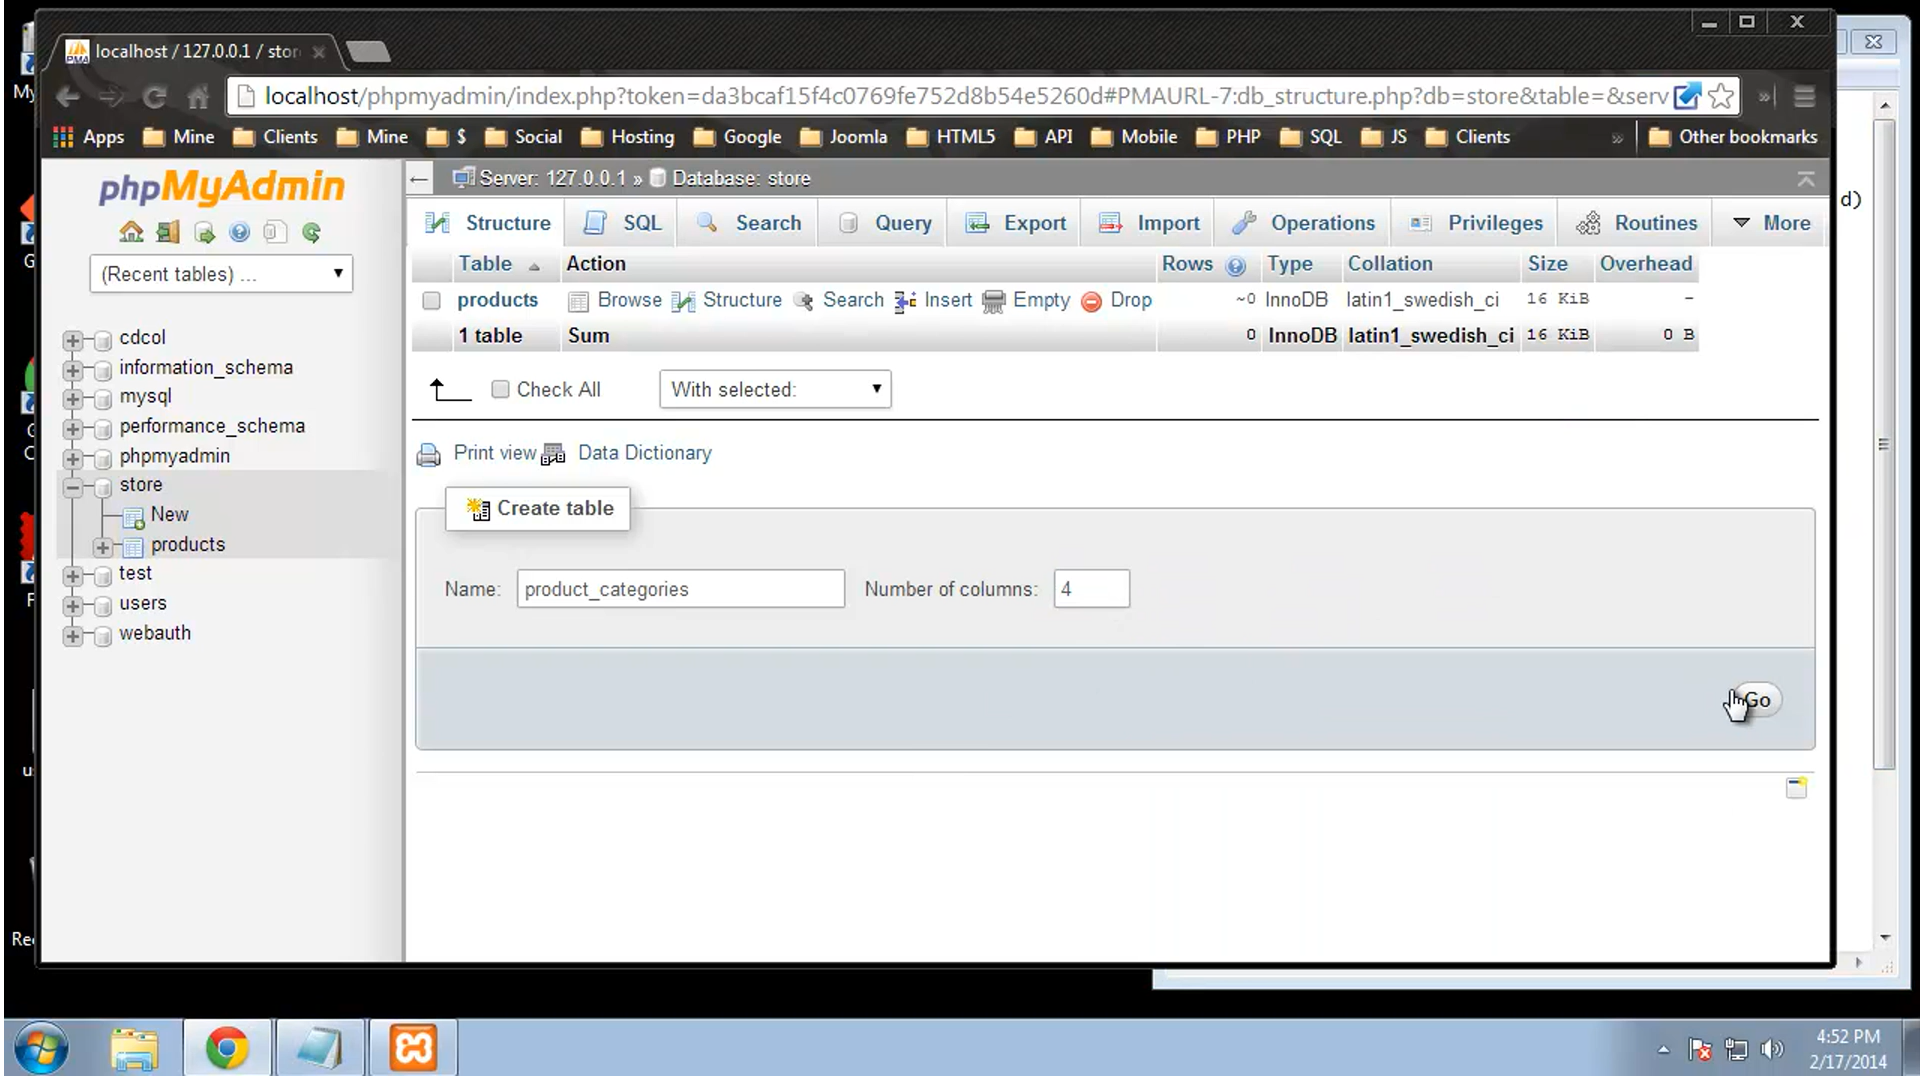 localhost / 127.0.0.1 / stor
localhost/phpmyadmin/index.php?token=da3bcaf15f4c0769fe752d8b54e5260d#PMAURL-7:db_structure.php?db=store&table=&serv
Apps Mine Clients Mine $ Social Hosting Google Joomla HTML5 API Mobile PHP SQL JS Clients » Other bookmarks
phpMyAdmin
(Recent tables) ...
cdcol
information_schema
mysql
performance_schema
phpmyadmin
store
New
products
test
users
webauth
Server: 127.0.0.1 » Database: store
Structure SQL Search Query Export Import Operations Privileges Routines More
Table Action Rows Type Collation Size Overhead
products Browse Structure Search Insert Empty Drop ~0 InnoDB latin1_swedish_ci 16 KiB -
1 table Sum 0 InnoDB latin1_swedish_ci 16 KiB 0 B
Check All With selected:
Print view Data Dictionary
Create table
Name: product_categories Number of columns: 4
Go
d)
4:52 PM
2/17/2014